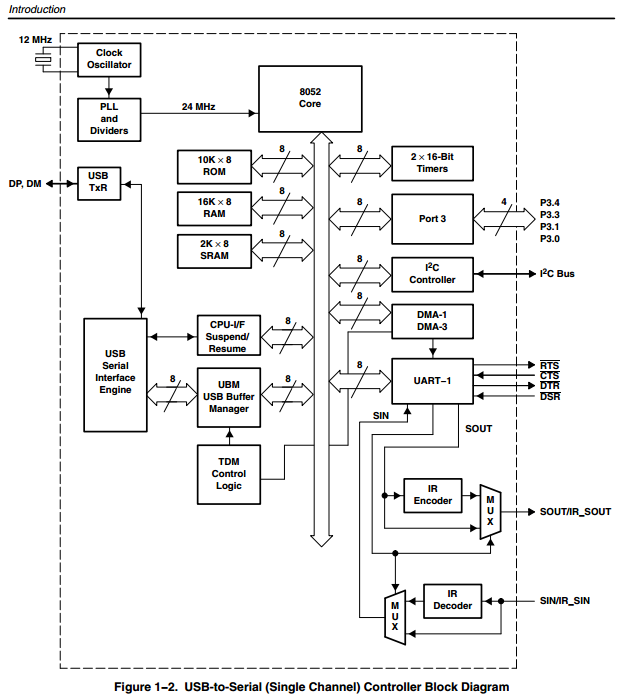 Introduction
12 MHz
Clock
Oscillator
PLL
and
Dividers
24 MHz
8052
Core
10K × 8
ROM
8
8
2 × 16-Bit
Timers
DP, DM
USB
TxR
16K × 8
RAM
8
8
Port 3
4
P3.4
P3.3
P3.1
P3.0
2K × 8
SRAM
8
8
I2C
Controller
I2C Bus
8
DMA-1
DMA-3
CPU-I/F
Suspend/
Resume
8
USB
Serial
Interface
Engine
8
UBM
USB Buffer
Manager
8
8
UART−1
RTS
CTS
DTR
DSR
SIN
SOUT
TDM
Control
Logic
IR
Encoder
M
U
X
SOUT/IR_SOUT
M
U
X
IR
Decoder
SIN/IR_SIN
Figure 1−2. USB-to-Serial (Single Channel) Controller Block Diagram